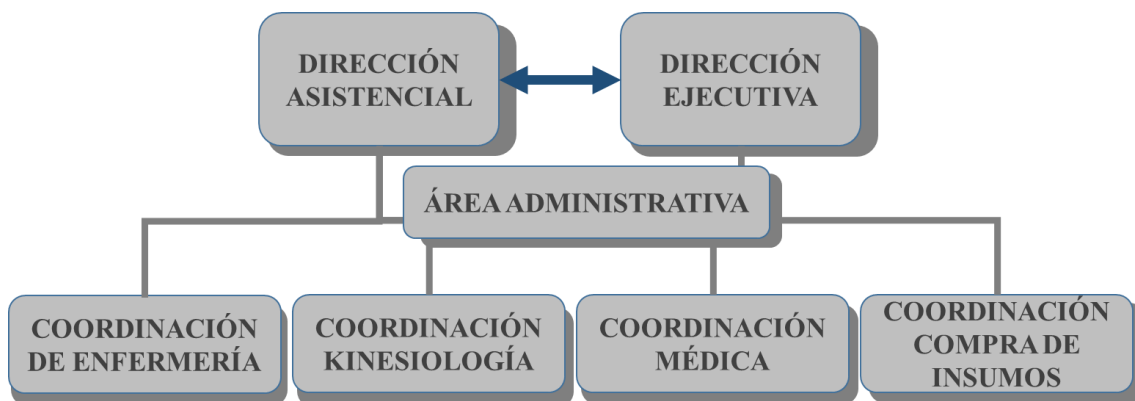 DIRECCIÓN
ASISTENCIAL
DIRECCIÓN
EJECUTIVA
ÁREA ADMINISTRATIVA
COORDINACIÓN
DE ENFERMERÍA
COORDINACIÓN
KINESIOLOGÍA
COORDINACIÓN
MÉDICA
COORDINACIÓN
COMPRA DE
INSUMOS